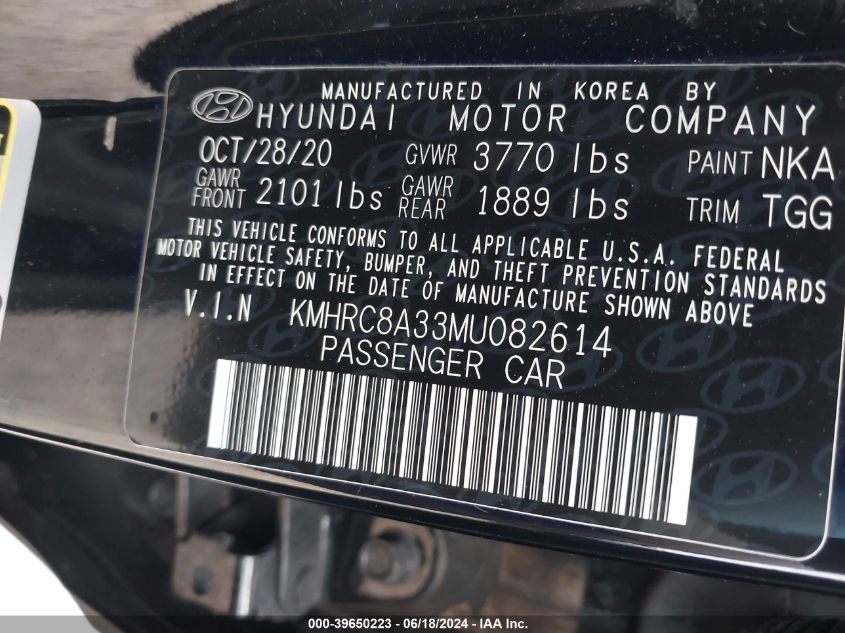 MANUFACTURED IN KOREA BY
HYUNDAI MOTOR COMPANY
OCT/28/20 GVWR 3770 lbs PAINT NKA
GAWR FRONT 2101 lbs GAWR REAR 1889 lbs TRIM TGG
THIS VEHICLE CONFORMS TO ALL APPLICABLE U.S.A. FEDERAL
MOTOR VEHICLE SAFETY, BUMPER, AND THEFT PREVENTION STANDARDS
IN EFFECT ON THE DATE OF MANUFACTURE SHOWN ABOVE
V.I.N KMHRC8A33MU082614
PASSENGER CAR
000-39650223 - 06/18/2024 - IAA Inc.